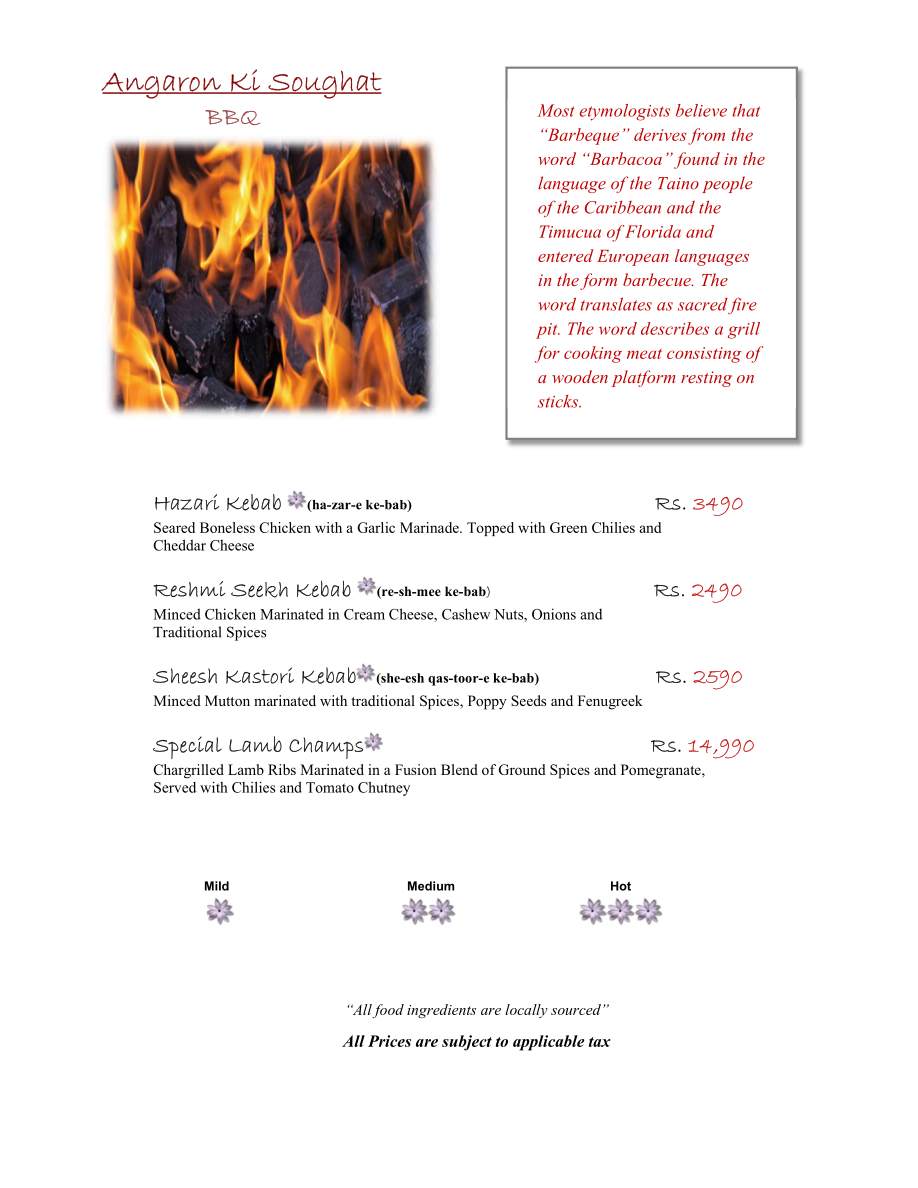 Angaron Ki Soughat
BBQ
Most etymologists believe that
“Barbeque” derives from the
word “Barbacoa” found in the
language of the Taino people
of the Caribbean and the
Timucua of Florida and
entered European languages
in the form barbecue. The
word translates as sacred fire
pit. The word describes a grill
for cooking meat consisting of
a wooden platform resting on
sticks.
Hazari Kebab (ha-zar-e ke-bab) Rs. 3490
Seared Boneless Chicken with a Garlic Marinade. Topped with Green Chilies and
Cheddar Cheese
Reshmi Seekh Kebab (re-sh-mee ke-bab) Rs. 2490
Minced Chicken Marinated in Cream Cheese, Cashew Nuts, Onions and
Traditional Spices
Sheesh Kastori Kebab (she-esh qas-toor-e ke-bab) Rs. 2590
Minced Mutton marinated with traditional Spices, Poppy Seeds and Fenugreek
Special Lamb Champs Rs. 14,990
Chargrilled Lamb Ribs Marinated in a Fusion Blend of Ground Spices and Pomegranate,
Served with Chilies and Tomato Chutney
Mild Medium Hot
“All food ingredients are locally sourced”
All Prices are subject to applicable tax